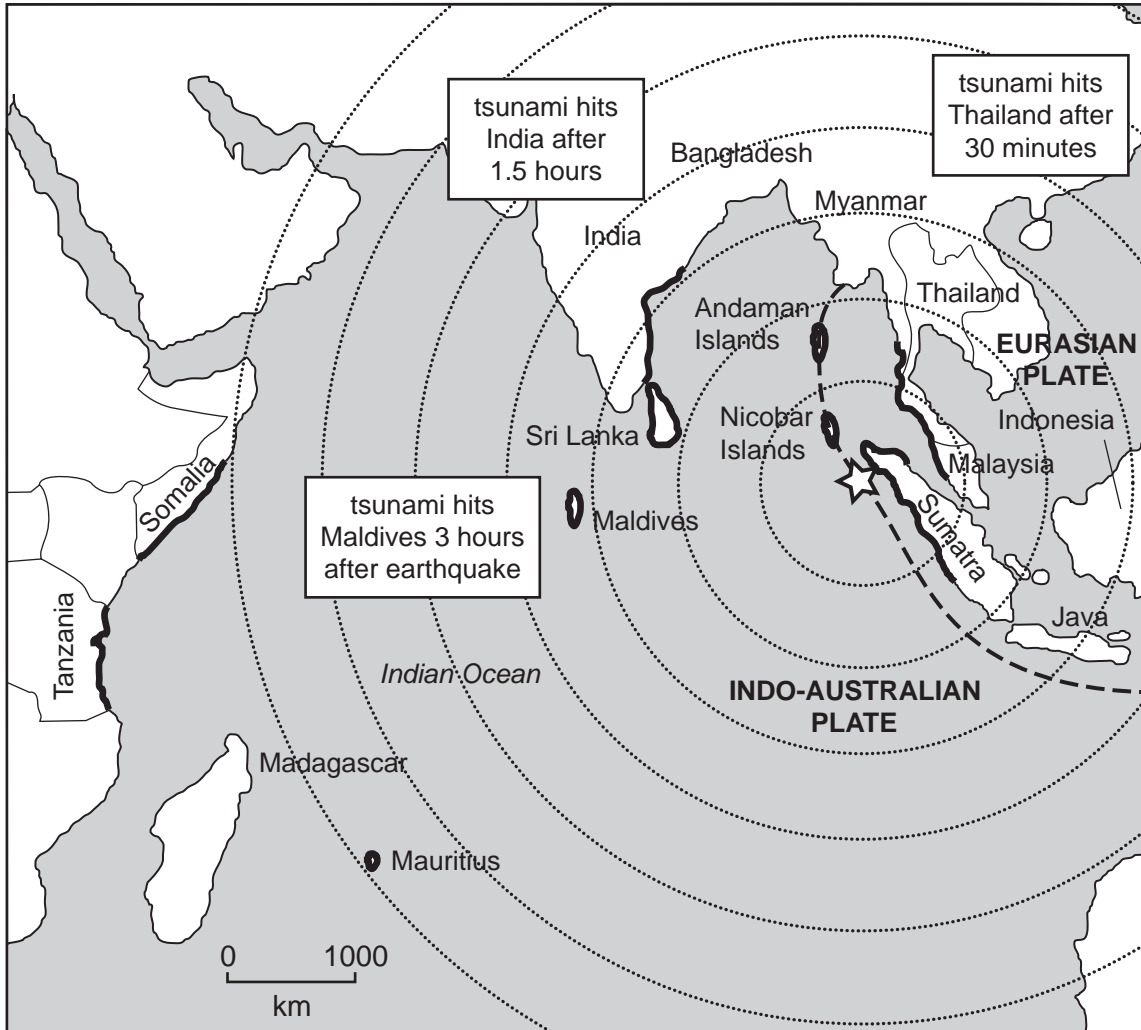 tsunami hits
India after
1.5 hours
tsunami hits
Thailand after
30 minutes
Bangladesh
Myanmar
India
Thailand
Andaman
Islands
EURASIAN
PLATE
Nicobar
Islands
Indonesia
Sri Lanka
Malaysia
Somalia
tsunami hits
Maldives 3 hours
after earthquake
Maldives
Sumatra
Tanzania
Java
Indian Ocean
INDO-AUSTRALIAN
PLATE
Madagascar
Mauritius
0 1000
km